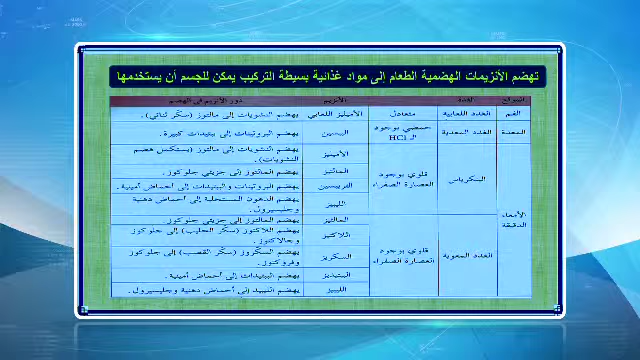 تهضم الأنزيمات الهضمية الطعام إلى مواد غذائية بسيطة التركيب يمكن للجسم أن يستخدمها
الموقع الغدة الأنزيم دور الأنزيم في الهضم
الفم الغدد اللعابية متعادل الأميليز اللعابي يهضم النشويات إلى مالتوز (سكر ثنائي).
المعدة الغدد المعدية حمضي بوجود الـ HCl الببسين يهضم البروتينات إلى ببتيدات كبيرة.
الأمعاء الدقيقة البنكرياس قلوي بوجود العصارة الصفراء الأميليز يهضم النشويات إلى مالتوز (يستكمل هضم النشويات).
المالتيز يهضم المالتوز إلى جزيئي جلوكوز.
التريبسين يهضم البروتينات والببتيدات إلى أحماض أمينية.
الليبيز يهضم الدهون المستحلبة إلى أحماض دهنية وجليسيرول.
الغدد المعوية قلوي بوجود العصارة الصفراء المالتيز يهضم المالتوز إلى جزيئي جلوكوز.
اللاكتيز يهضم اللاكتوز (سكر الحليب) إلى جلوكوز وجالاكتوز.
السكريز يهضم السكروز (سكر القصب) إلى جلوكوز وفركتوز.
الببتيديز يهضم الببتيدات إلى أحماض أمينية.
الليبيز يهضم الليبيد إلى أحماض دهنية وجليسيرول.